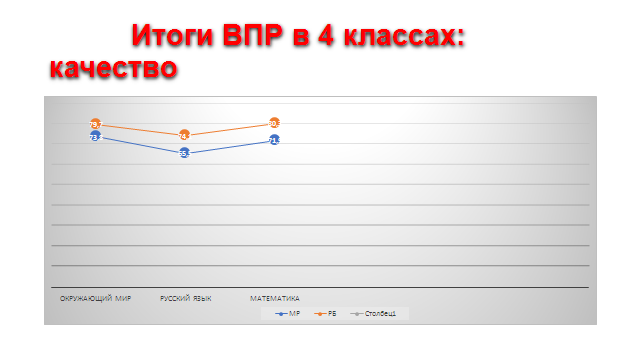 Итоги ВПР в 4 классах:
качество
ОКРУЖАЮЩИЙ МИР РУССКИЙ ЯЗЫК МАТЕМАТИКА
МР РБ Столбец1